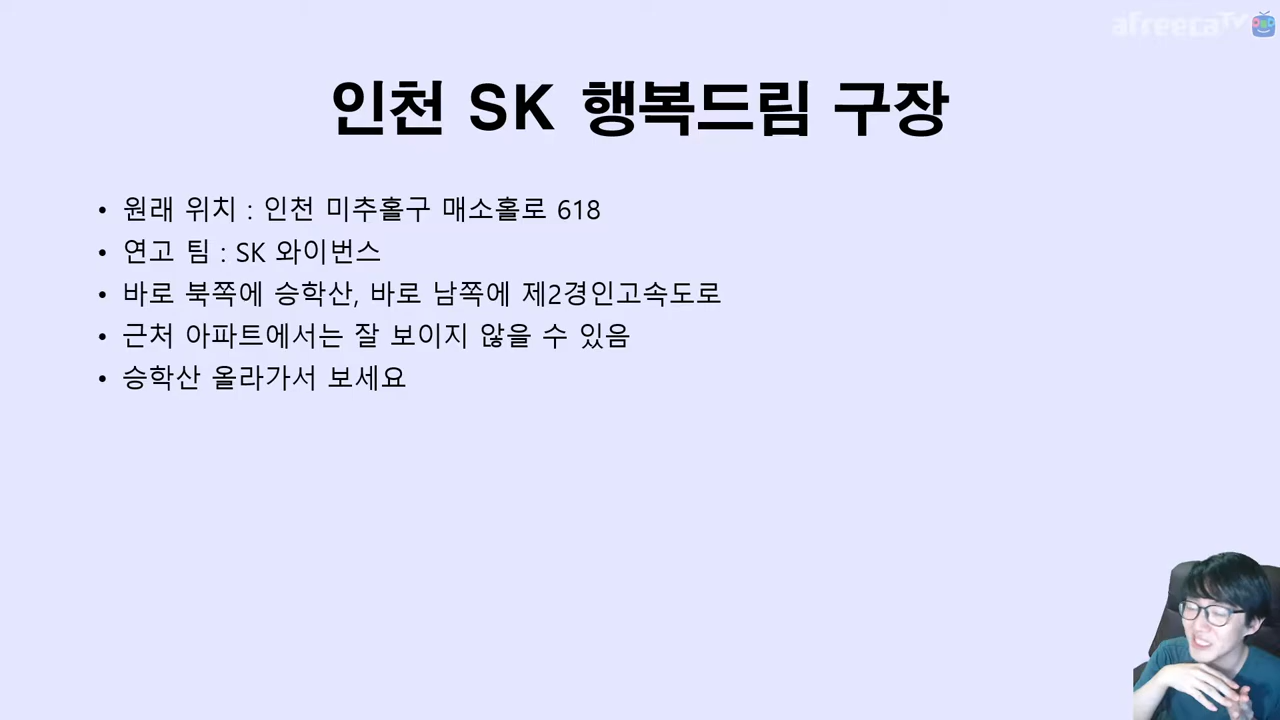 afreecaTV
인천 SK 행복드림 구장
• 원래 위치 : 인천 미추홀구 매소홀로 618
• 연고 팀 : SK 와이번스
• 바로 북쪽에 승학산, 바로 남쪽에 제2경인고속도로
• 근처 아파트에서는 잘 보이지 않을 수 있음
• 승학산 올라가서 보세요